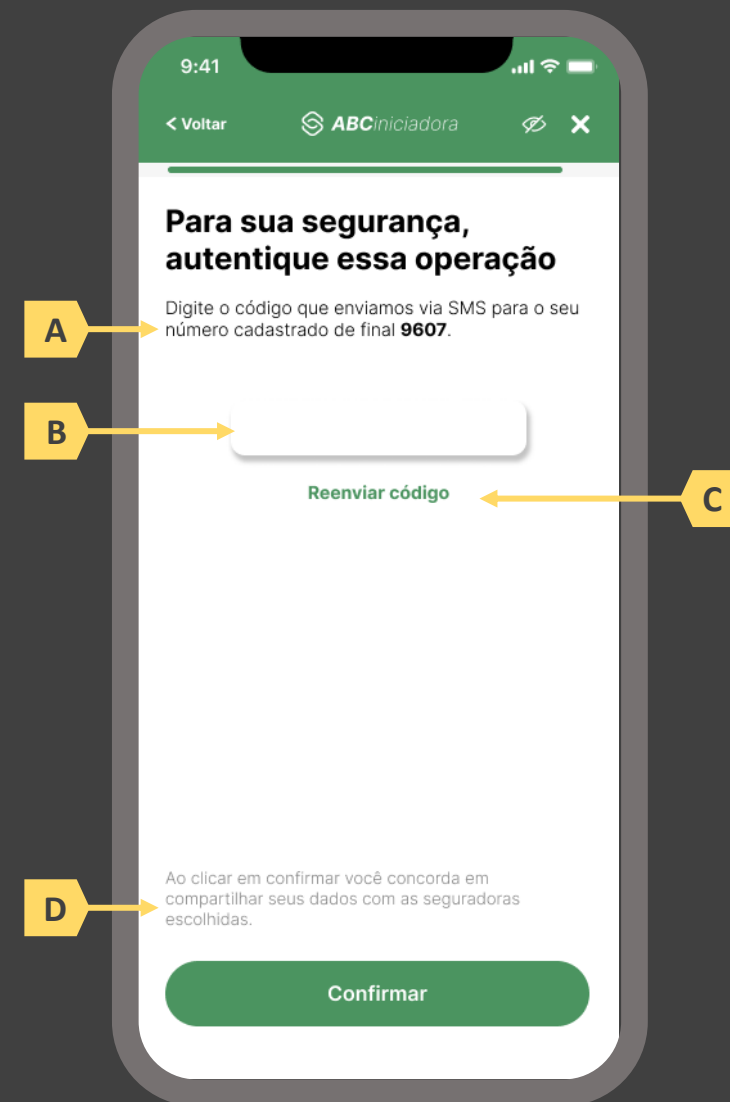 9:41
< Voltar
ABCiniciadora
Para sua segurança,
autentique essa operação
Digite o código que enviamos via SMS para o seu
número cadastrado de final 9607.
A
B
Reenviar código
C
Ao clicar em confirmar você concorda em
compartilhar seus dados com as seguradoras
escolhidas.
D
Confirmar